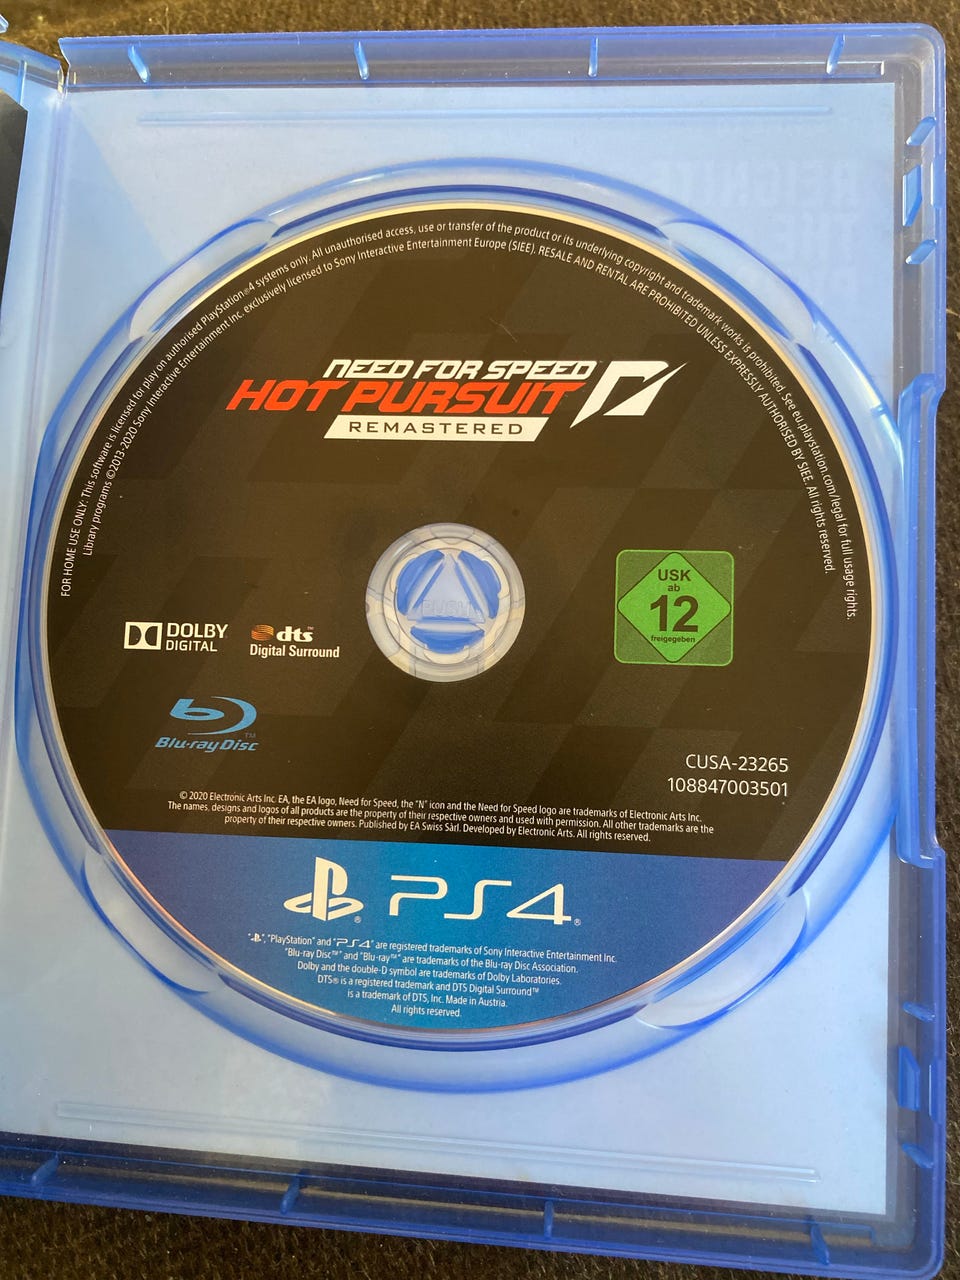 FOR HOME USE ONLY: This software is licensed for play on authorised PlayStation®4 systems only. All unauthorised access, use or transfer of the product or its underlying copyright and trademark works is prohibited. See eu.playstation.com/legal for full usage rights.
Library programs ©2013-2020 Sony Interactive Entertainment Inc. exclusively licensed to Sony Interactive Entertainment Europe (SIEE). RESALE AND RENTAL ARE PROHIBITED UNLESS EXPRESSLY AUTHORISED BY SIEE. All rights reserved.
NEED FOR SPEED
HOT PURSUIT
REMASTERED
PUSH
USK
ab
12
freigegeben
DOLBY
DIGITAL
dts™
Digital Surround
Blu-ray Disc™
CUSA-23265
108847003501
© 2020 Electronic Arts Inc. EA, the EA logo, Need for Speed, the "N" icon and the Need for Speed logo are trademarks of Electronic Arts Inc.
The names, designs and logos of all products are the property of their respective owners and used with permission. All other trademarks are the
property of their respective owners. Published by EA Swiss Sàrl. Developed by Electronic Arts. All rights reserved.
® PS4®
"PlayStation" and "PS4" are registered trademarks of Sony Interactive Entertainment Inc.
"Blu-ray Disc™" and "Blu-ray™" are trademarks of the Blu-ray Disc Association.
Dolby and the double-D symbol are trademarks of Dolby Laboratories.
DTS® is a registered trademark and DTS Digital Surround™
is a trademark of DTS, Inc. Made in Austria.
All rights reserved.
REIGNITE
THE